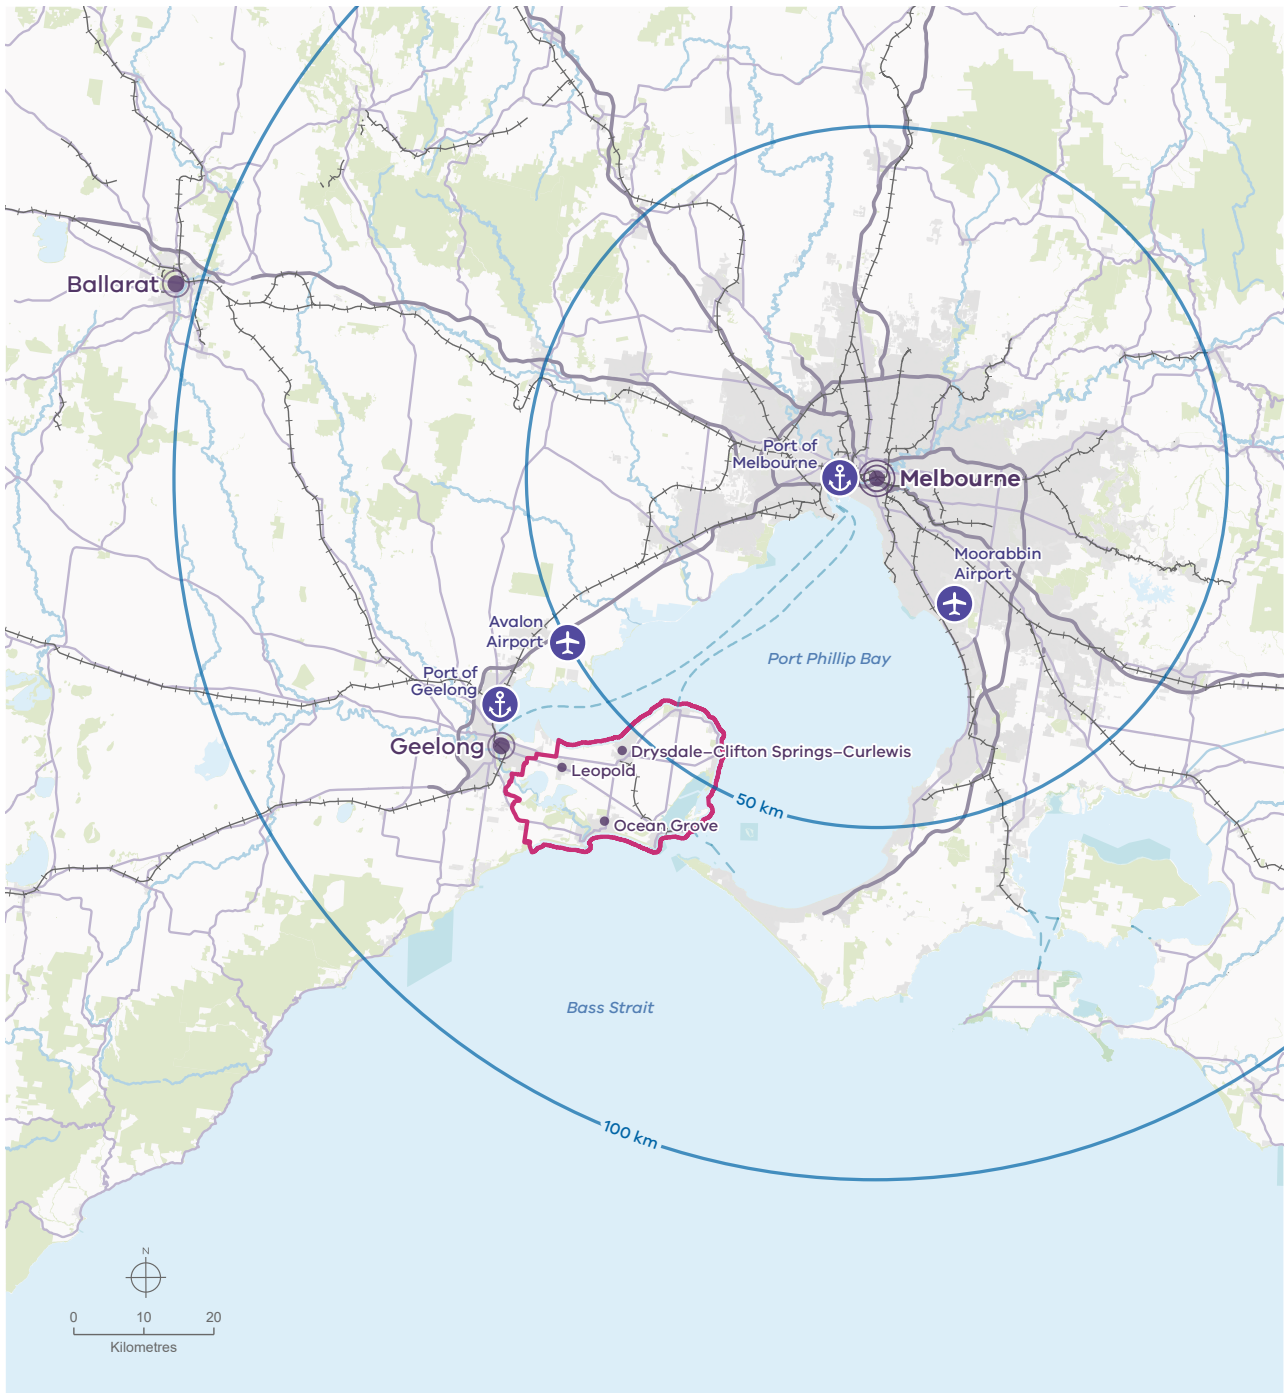 Ballarat
Port of
Melbourne
Melbourne
Moorabbin
Airport
Avalon
Airport
Port Phillip Bay
Port of
Geelong
Geelong
Drysdale–Clifton Springs–Curlewis
Leopold
50 km
Ocean Grove
Bass Strait
100 km
N
0 10 20
Kilometres